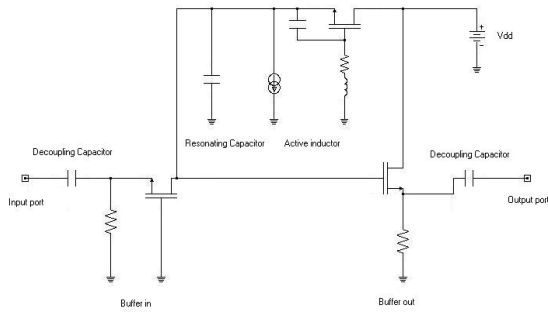 +
Vdd
-
Resonating Capacitor
Active inductor
Decoupling Capacitor
Decoupling Capacitor
Input port
Output port
Buffer in
Buffer out